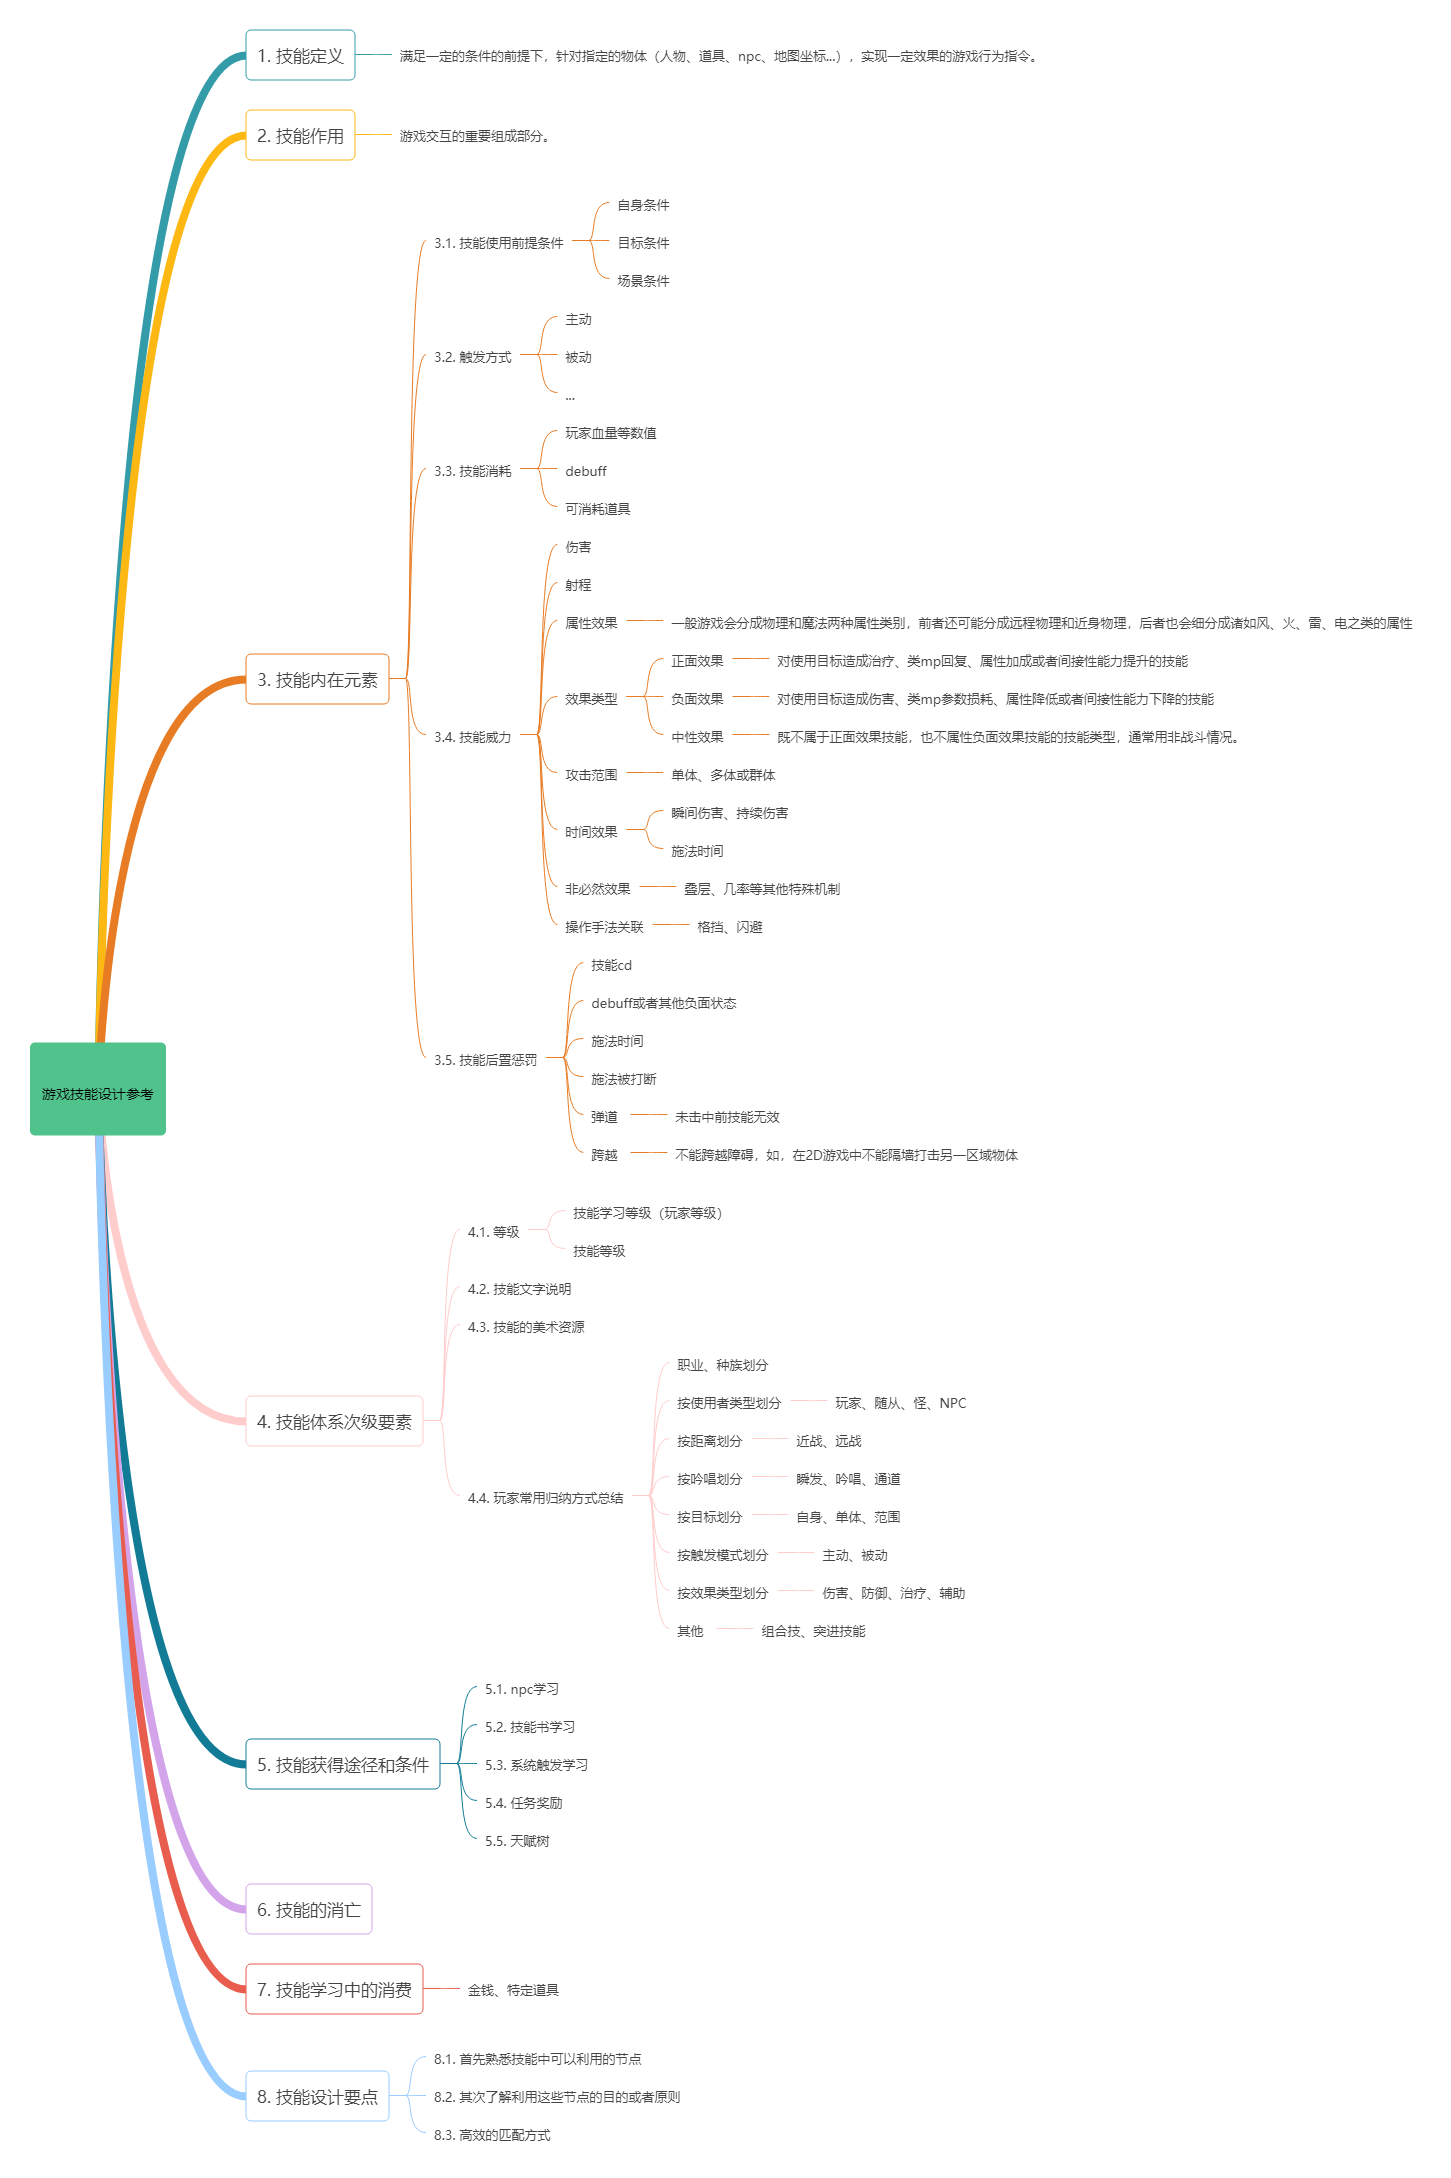 1. 技能定义
满足一定的条件的前提下，针对指定的物体（人物、道具、npc、地图坐标...），实现一定效果的游戏行为指令。
2. 技能作用
游戏交互的重要组成部分。
3. 技能内在元素
3.1. 技能使用前提条件
自身条件
目标条件
场景条件
3.2. 触发方式
主动
被动
...
3.3. 技能消耗
玩家血量等数值
debuff
可消耗道具
3.4. 技能威力
伤害
射程
属性效果
一般游戏会分成物理和魔法两种属性类别，前者还可能分成远程物理和近身物理，后者也会细分成诸如风、火、雷、电之类的属性
效果类型
正面效果
对使用目标造成治疗、类mp回复、属性加成或者间接性能力提升的技能
负面效果
对使用目标造成伤害、类mp参数损耗、属性降低或者间接性能力下降的技能
中性效果
既不属于正面效果技能，也不属性负面效果技能的技能类型，通常用非战斗情况。
攻击范围
单体、多体或群体
时间效果
瞬间伤害、持续伤害
施法时间
非必然效果
叠层、几率等其他特殊机制
操作手法关联
格挡、闪避
3.5. 技能后置惩罚
技能cd
debuff或者其他负面状态
施法时间
施法被打断
弹道
未击中前技能无效
跨越
不能跨越障碍，如，在2D游戏中不能隔墙打击另一区域物体
游戏技能设计参考
4. 技能体系次级要素
4.1. 等级
技能学习等级（玩家等级）
技能等级
4.2. 技能文字说明
4.3. 技能的美术资源
4.4. 玩家常用归纳方式总结
职业、种族划分
按使用者类型划分
玩家、随从、怪、NPC
按距离划分
近战、远战
按吟唱划分
瞬发、吟唱、通道
按目标划分
自身、单体、范围
按触发模式划分
主动、被动
按效果类型划分
伤害、防御、治疗、辅助
其他
组合技、突进技能
5. 技能获得途径和条件
5.1. npc学习
5.2. 技能书学习
5.3. 系统触发学习
5.4. 任务奖励
5.5. 天赋树
6. 技能的消亡
7. 技能学习中的消费
金钱、特定道具
8. 技能设计要点
8.1. 首先熟悉技能中可以利用的节点
8.2. 其次了解利用这些节点的目的或者原则
8.3. 高效的匹配方式